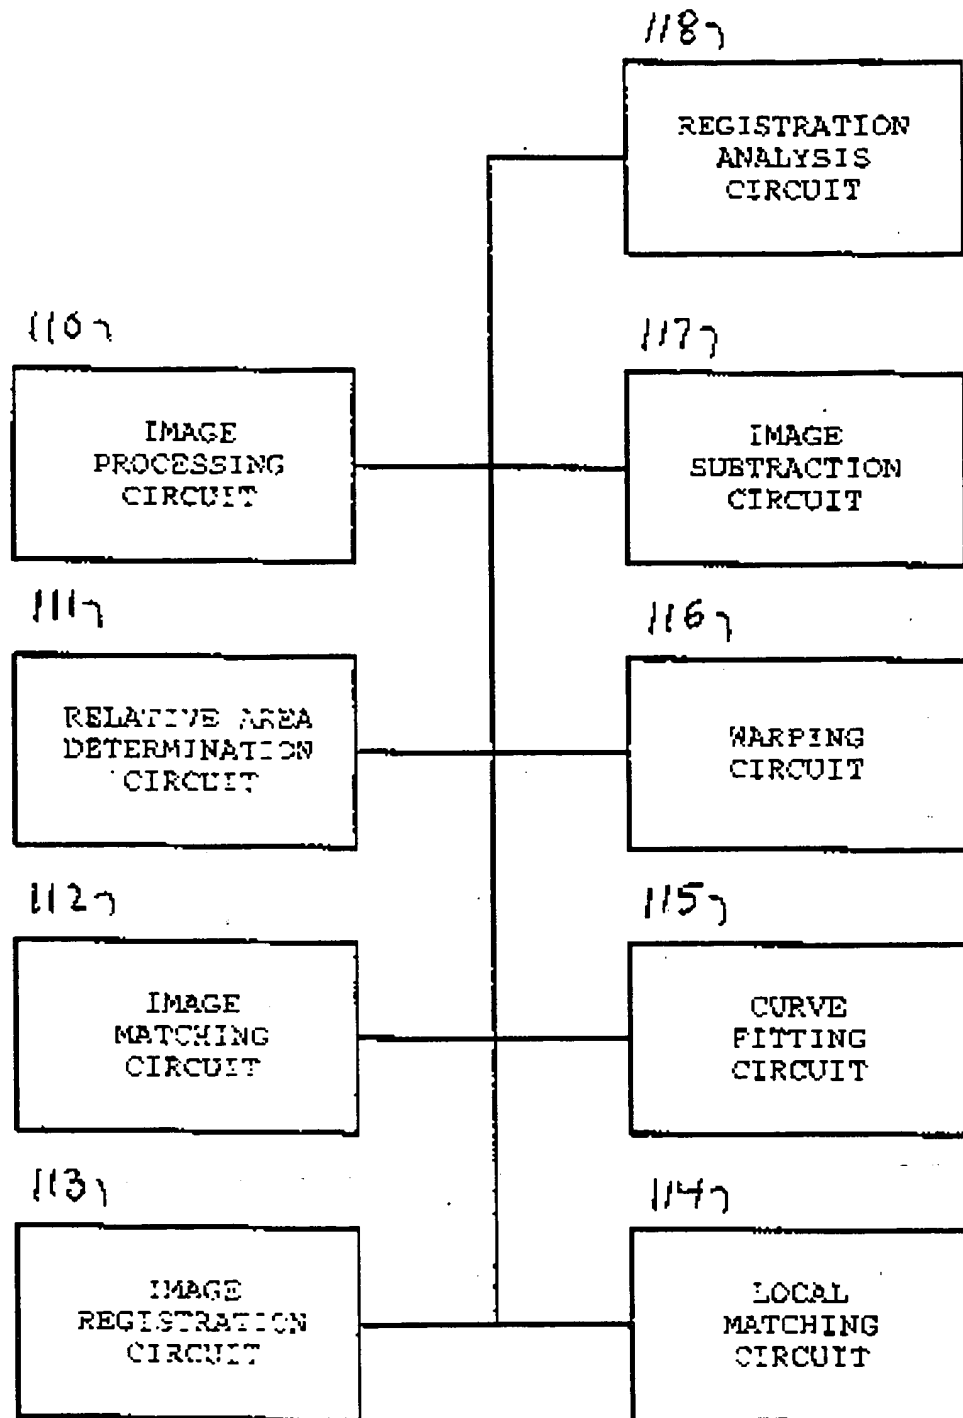 118
REGISTRATION
ANALYSIS
CIRCUIT
110
IMAGE
PROCESSING
CIRCUIT
117
IMAGE
SUBTRACTION
CIRCUIT
111
RELATIVE AREA
DETERMINATION
CIRCUIT
116
WARPING
CIRCUIT
112
IMAGE
MATCHING
CIRCUIT
115
CURVE
FITTING
CIRCUIT
113
IMAGE
REGISTRATION
CIRCUIT
114
LOCAL
MATCHING
CIRCUIT